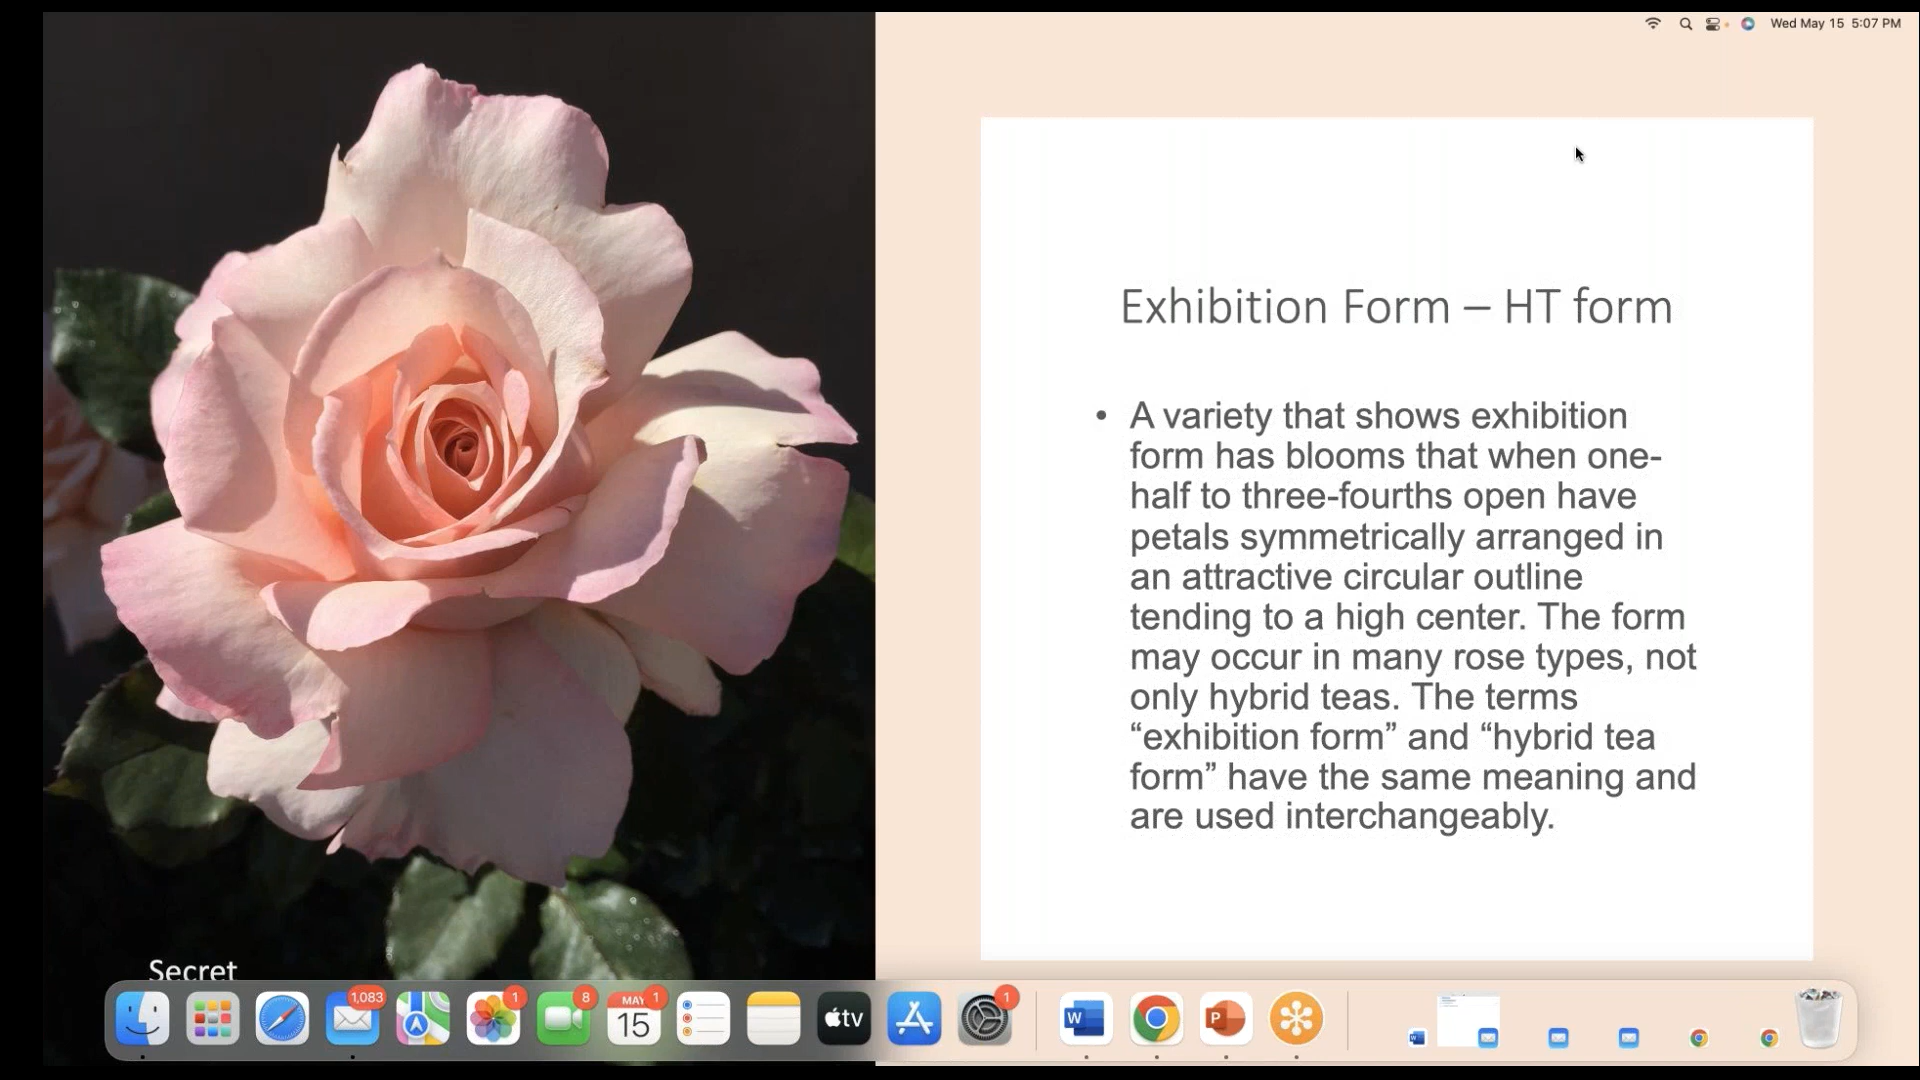 Wed May 15 5:07 PM
Exhibition Form – HT form
• A variety that shows exhibition
form has blooms that when one-
half to three-fourths open have
petals symmetrically arranged in
an attractive circular outline
tending to a high center. The form
may occur in many rose types, not
only hybrid teas. The terms
“exhibition form” and “hybrid tea
form” have the same meaning and
are used interchangeably.
Secret
1,083
1
8
MAY
1
15
tv
1
W
P